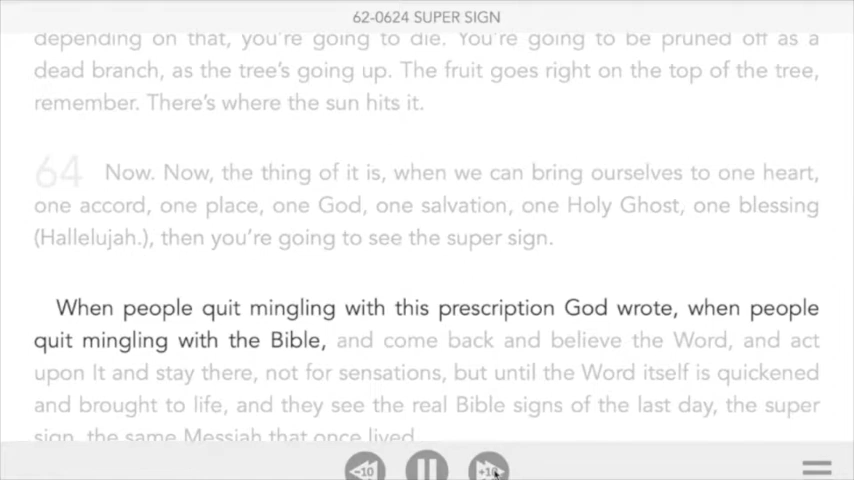 62-0624 SUPER SIGN
depending on that, you're going to die. You're going to be pruned off as a
dead branch, as the tree's going up. The fruit goes right on the top of the tree,
remember. There's where the sun hits it.
64 Now. Now, the thing of it is, when we can bring ourselves to one heart,
one accord, one place, one God, one salvation, one Holy Ghost, one blessing
(Hallelujah.), then you're going to see the super sign.
When people quit mingling with this prescription God wrote, when people
quit mingling with the Bible, and come back and believe the Word, and act
upon It and stay there, not for sensations, but until the Word itself is quickened
and brought to life, and they see the real Bible signs of the last day, the super
sign, the same Messiah that once lived
-10 +10